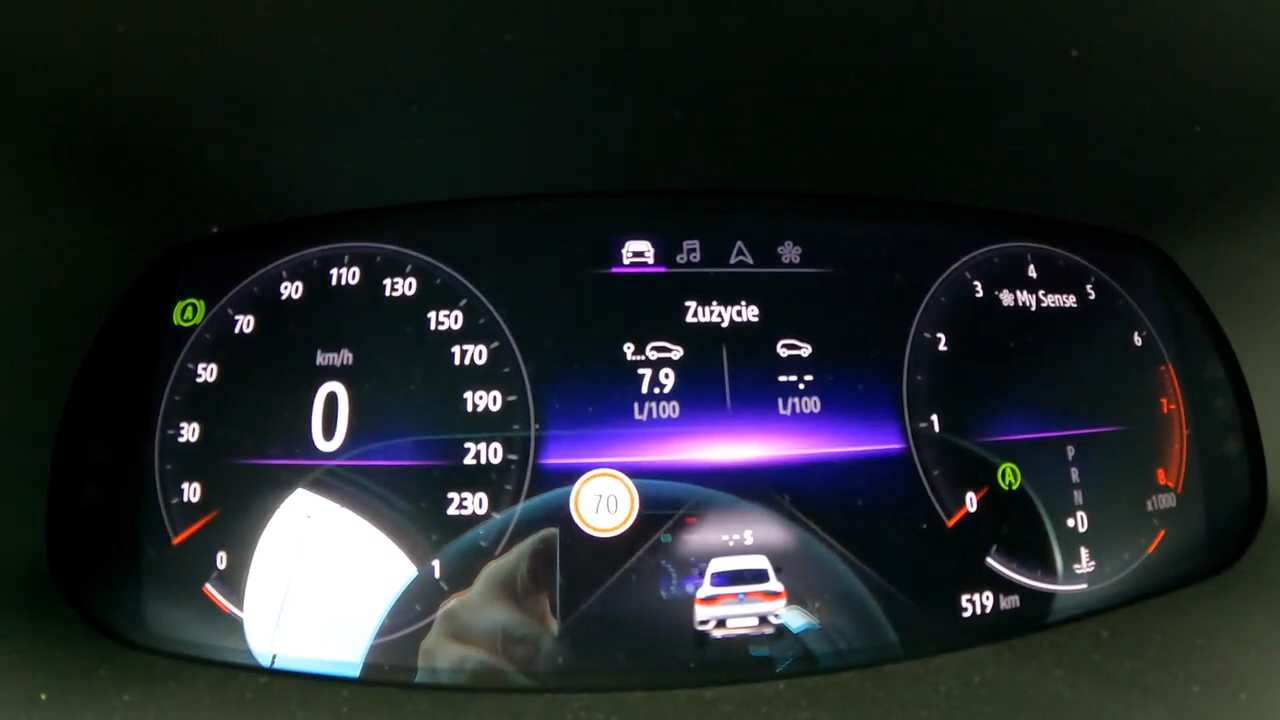 Zużycie
7.9
L/100
--.-
L/100
A
10
30
50
70
90
110
130
150
170
190
210
230
km/h
0
0
1
70
-.- S
My Sense
0
1
2
3
4
5
6
7
8
x1000
A
P
R
N
D
519 km